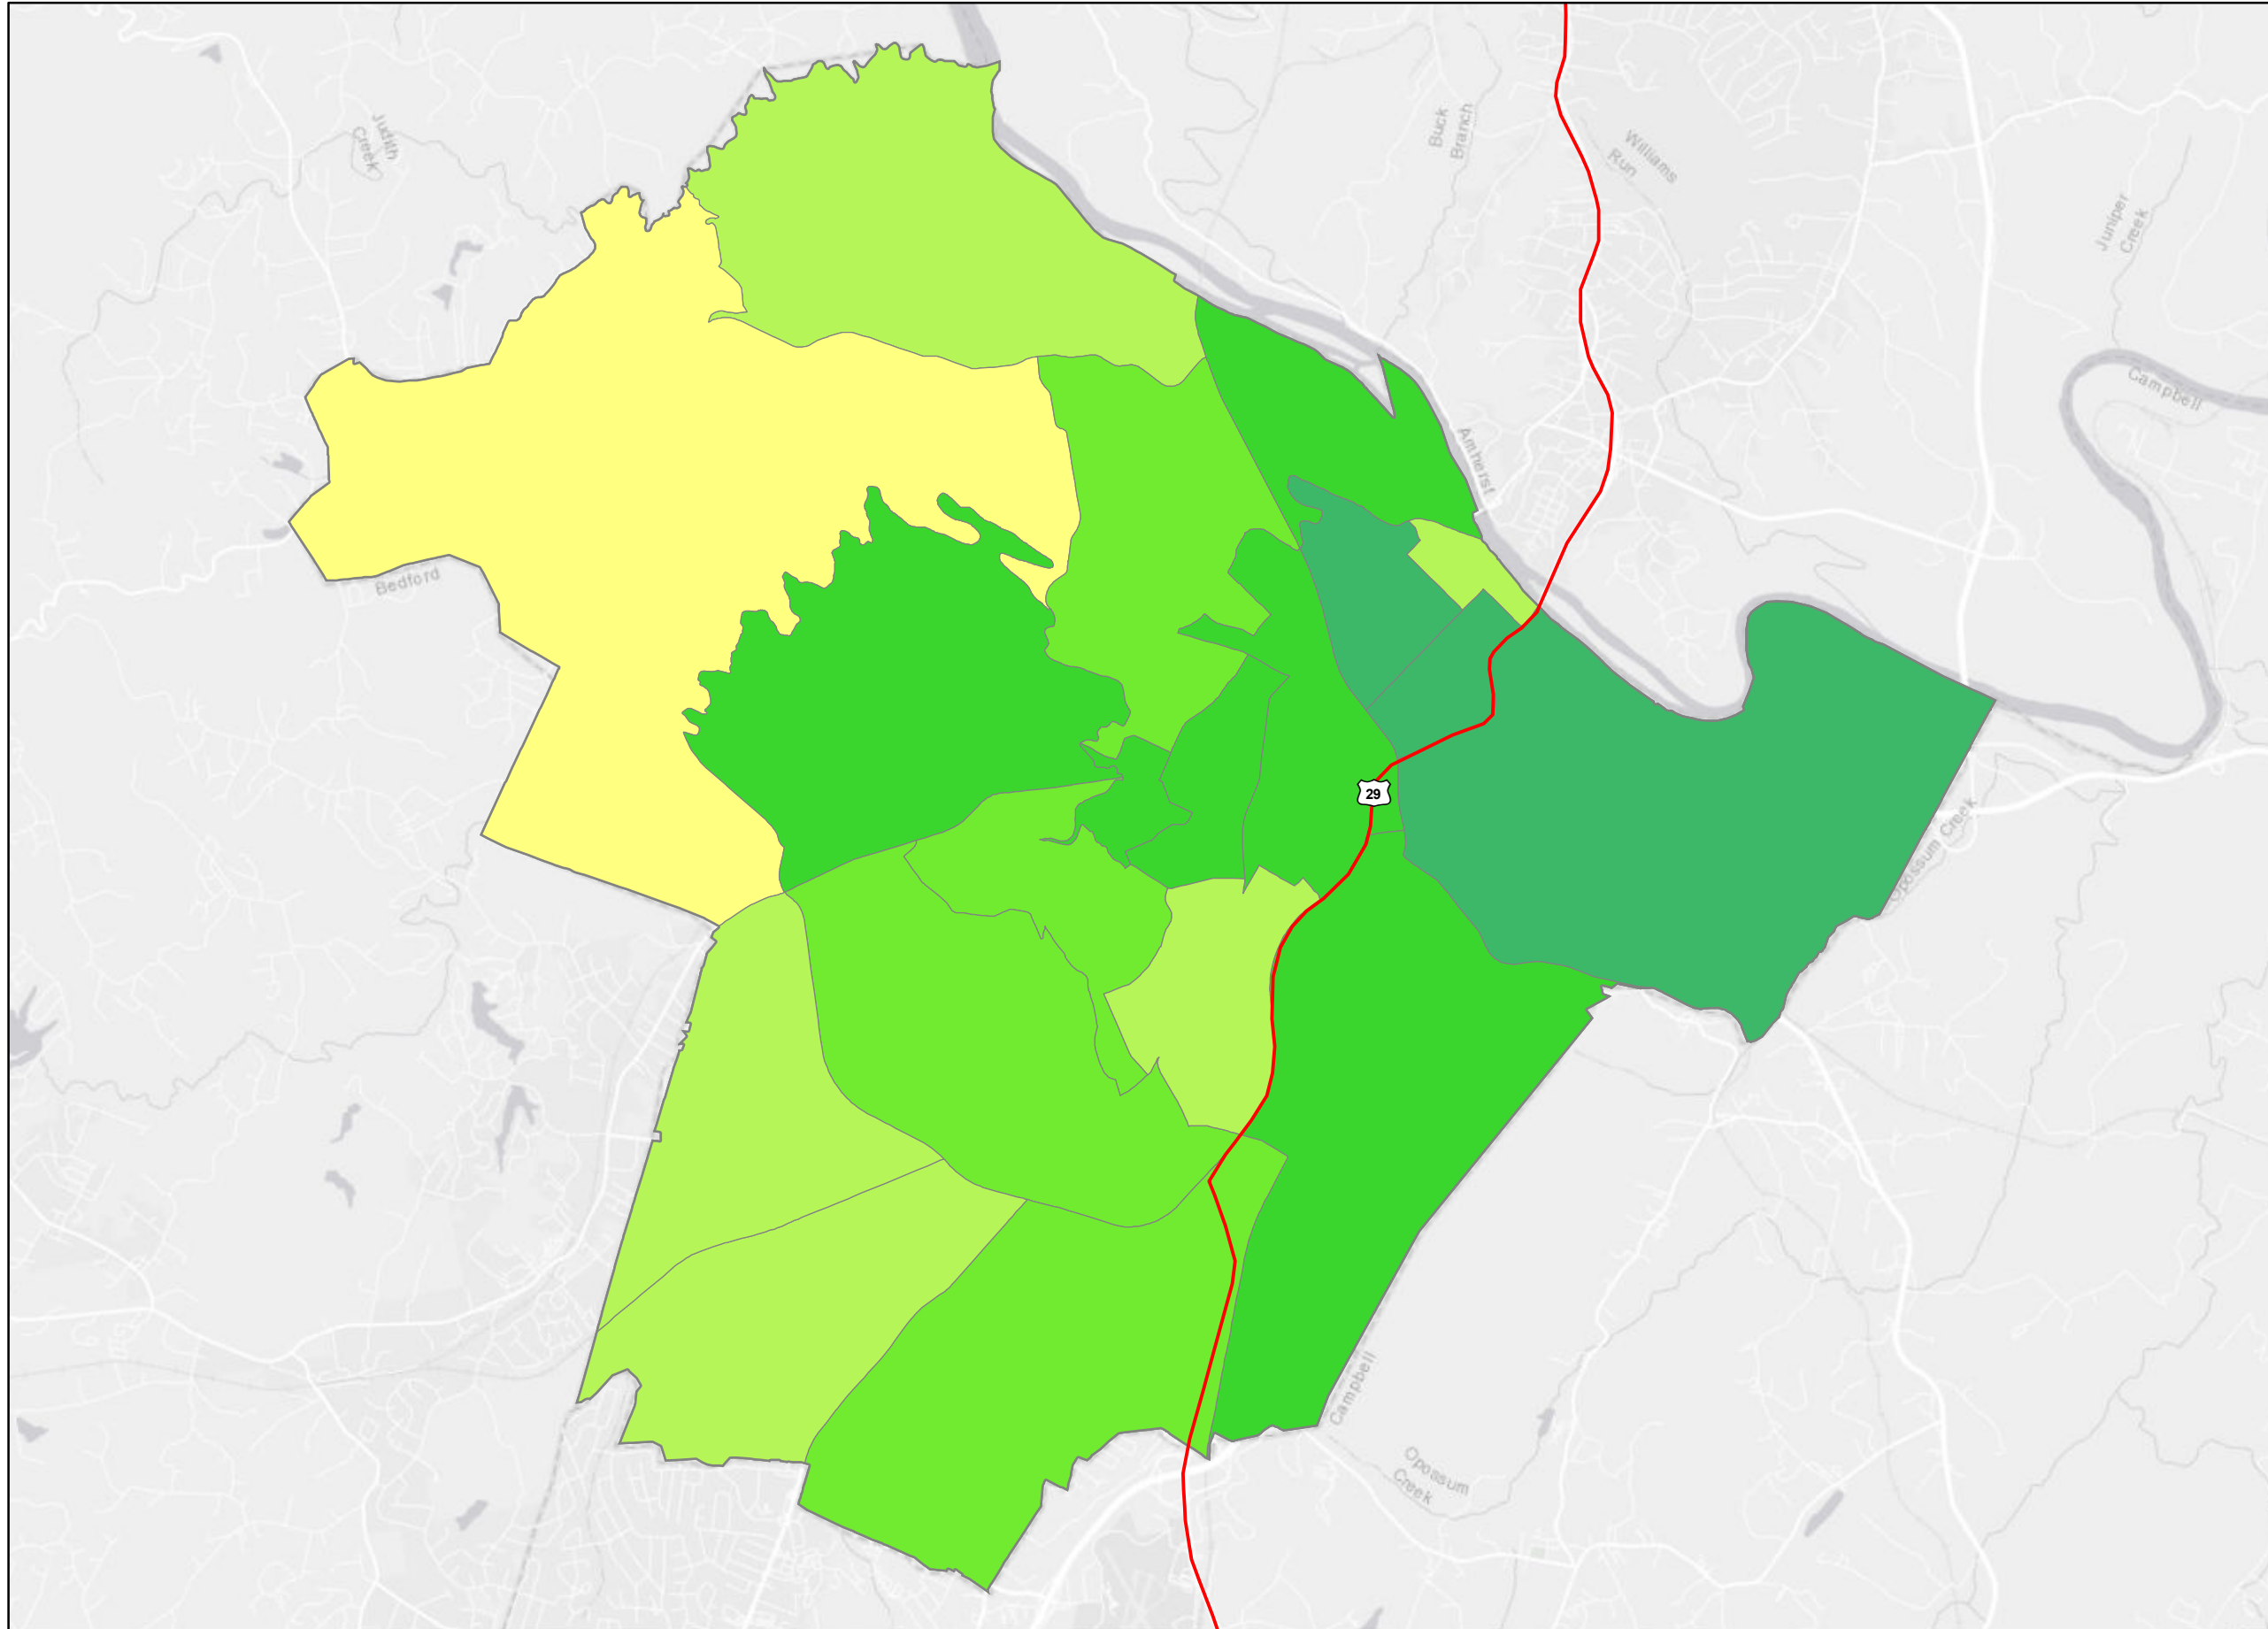 Judith
Creek
Buck
Branch
Williams
Run
Juniper
Creek
Campbell
Amherst
Bedford
29
Opossum Creek
Campbell
Opossum
Creek